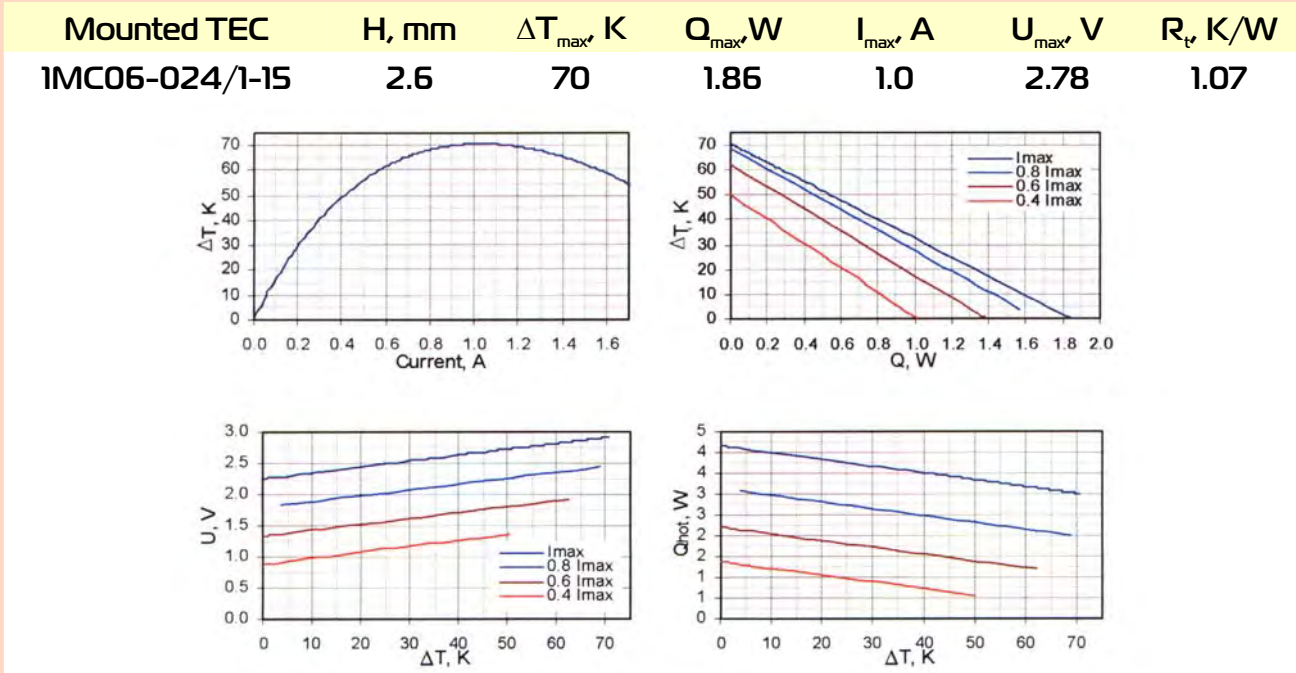 Mounted TEC H, mm ΔTmax, K Qmax,W Imax, A Umax, V Rt, K/W
1MC06-024/1-15 2.6 70 1.86 1.0 2.78 1.07
ΔT, K
70
60
50
40
30
20
10
0
0.0 0.2 0.4 0.6 0.8 1.0 1.2 1.4 1.6
Current, A
ΔT, K
70
60
50
40
30
20
10
0
Imax
0.8 Imax
0.6 Imax
0.4 Imax
0.0 0.2 0.4 0.6 0.8 1.0 1.2 1.4 1.6 1.8 2.0
Q, W
U, V
3.0
2.5
2.0
1.5
1.0
0.5
0.0
Imax
0.8 Imax
0.6 Imax
0.4 Imax
0 10 20 30 40 50 60 70
ΔT, K
Qhot, W
5
4
4
3
3
2
2
1
1
0
0 10 20 30 40 50 60 70
ΔT, K